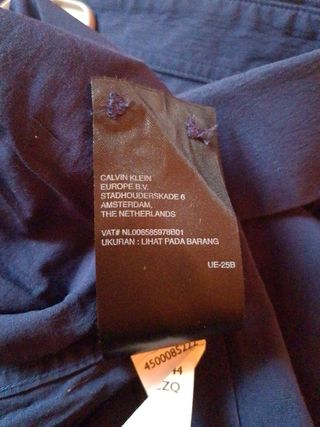 CALVIN KLEIN
EUROPE B.V.
STADHOUDERSKADE 6
AMSTERDAM,
THE NETHERLANDS
VAT# NL006585978B01
UKURAN : LIHAT PADA BARANG
UE-25B